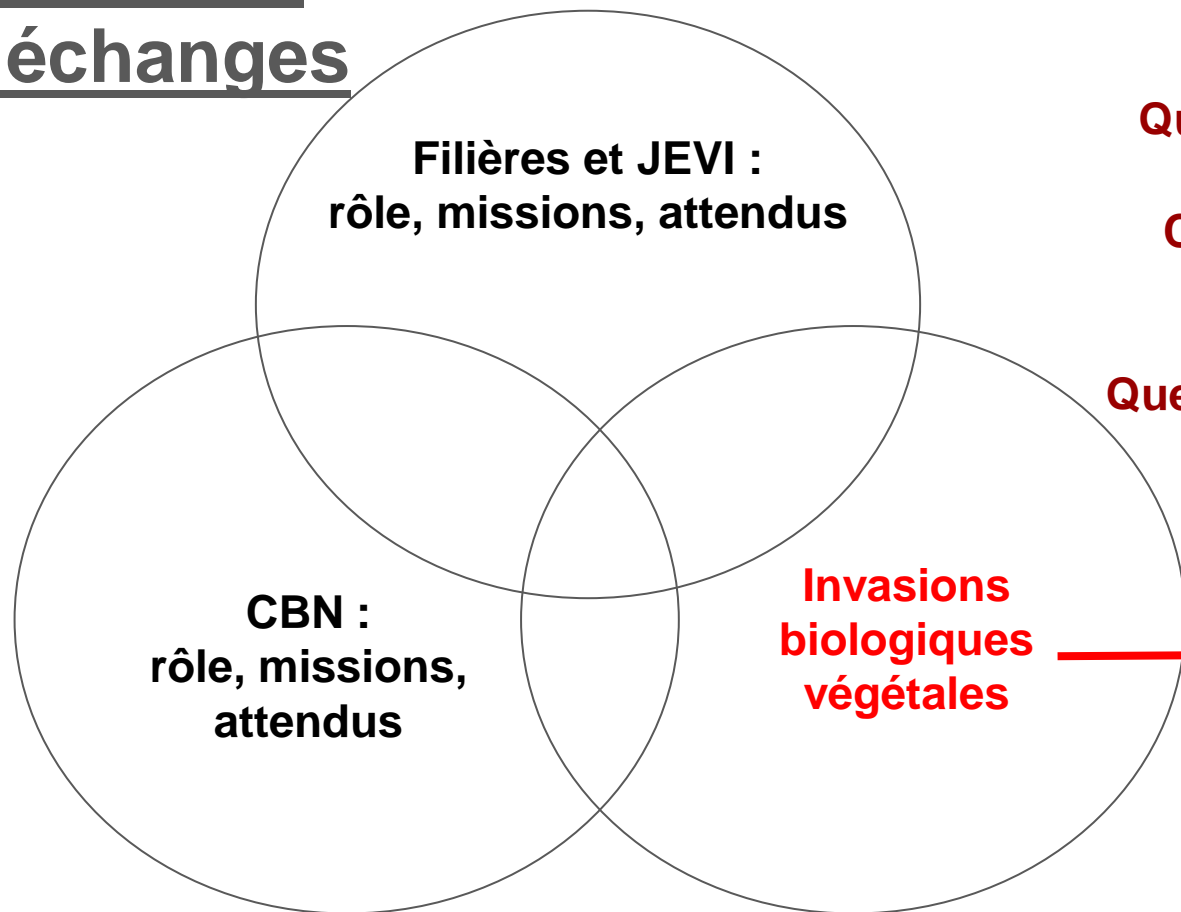 échanges
Filières et JEVI :
rôle, missions, attendus
CBN :
rôle, missions,
attendus
Invasions
biologiques
végétales